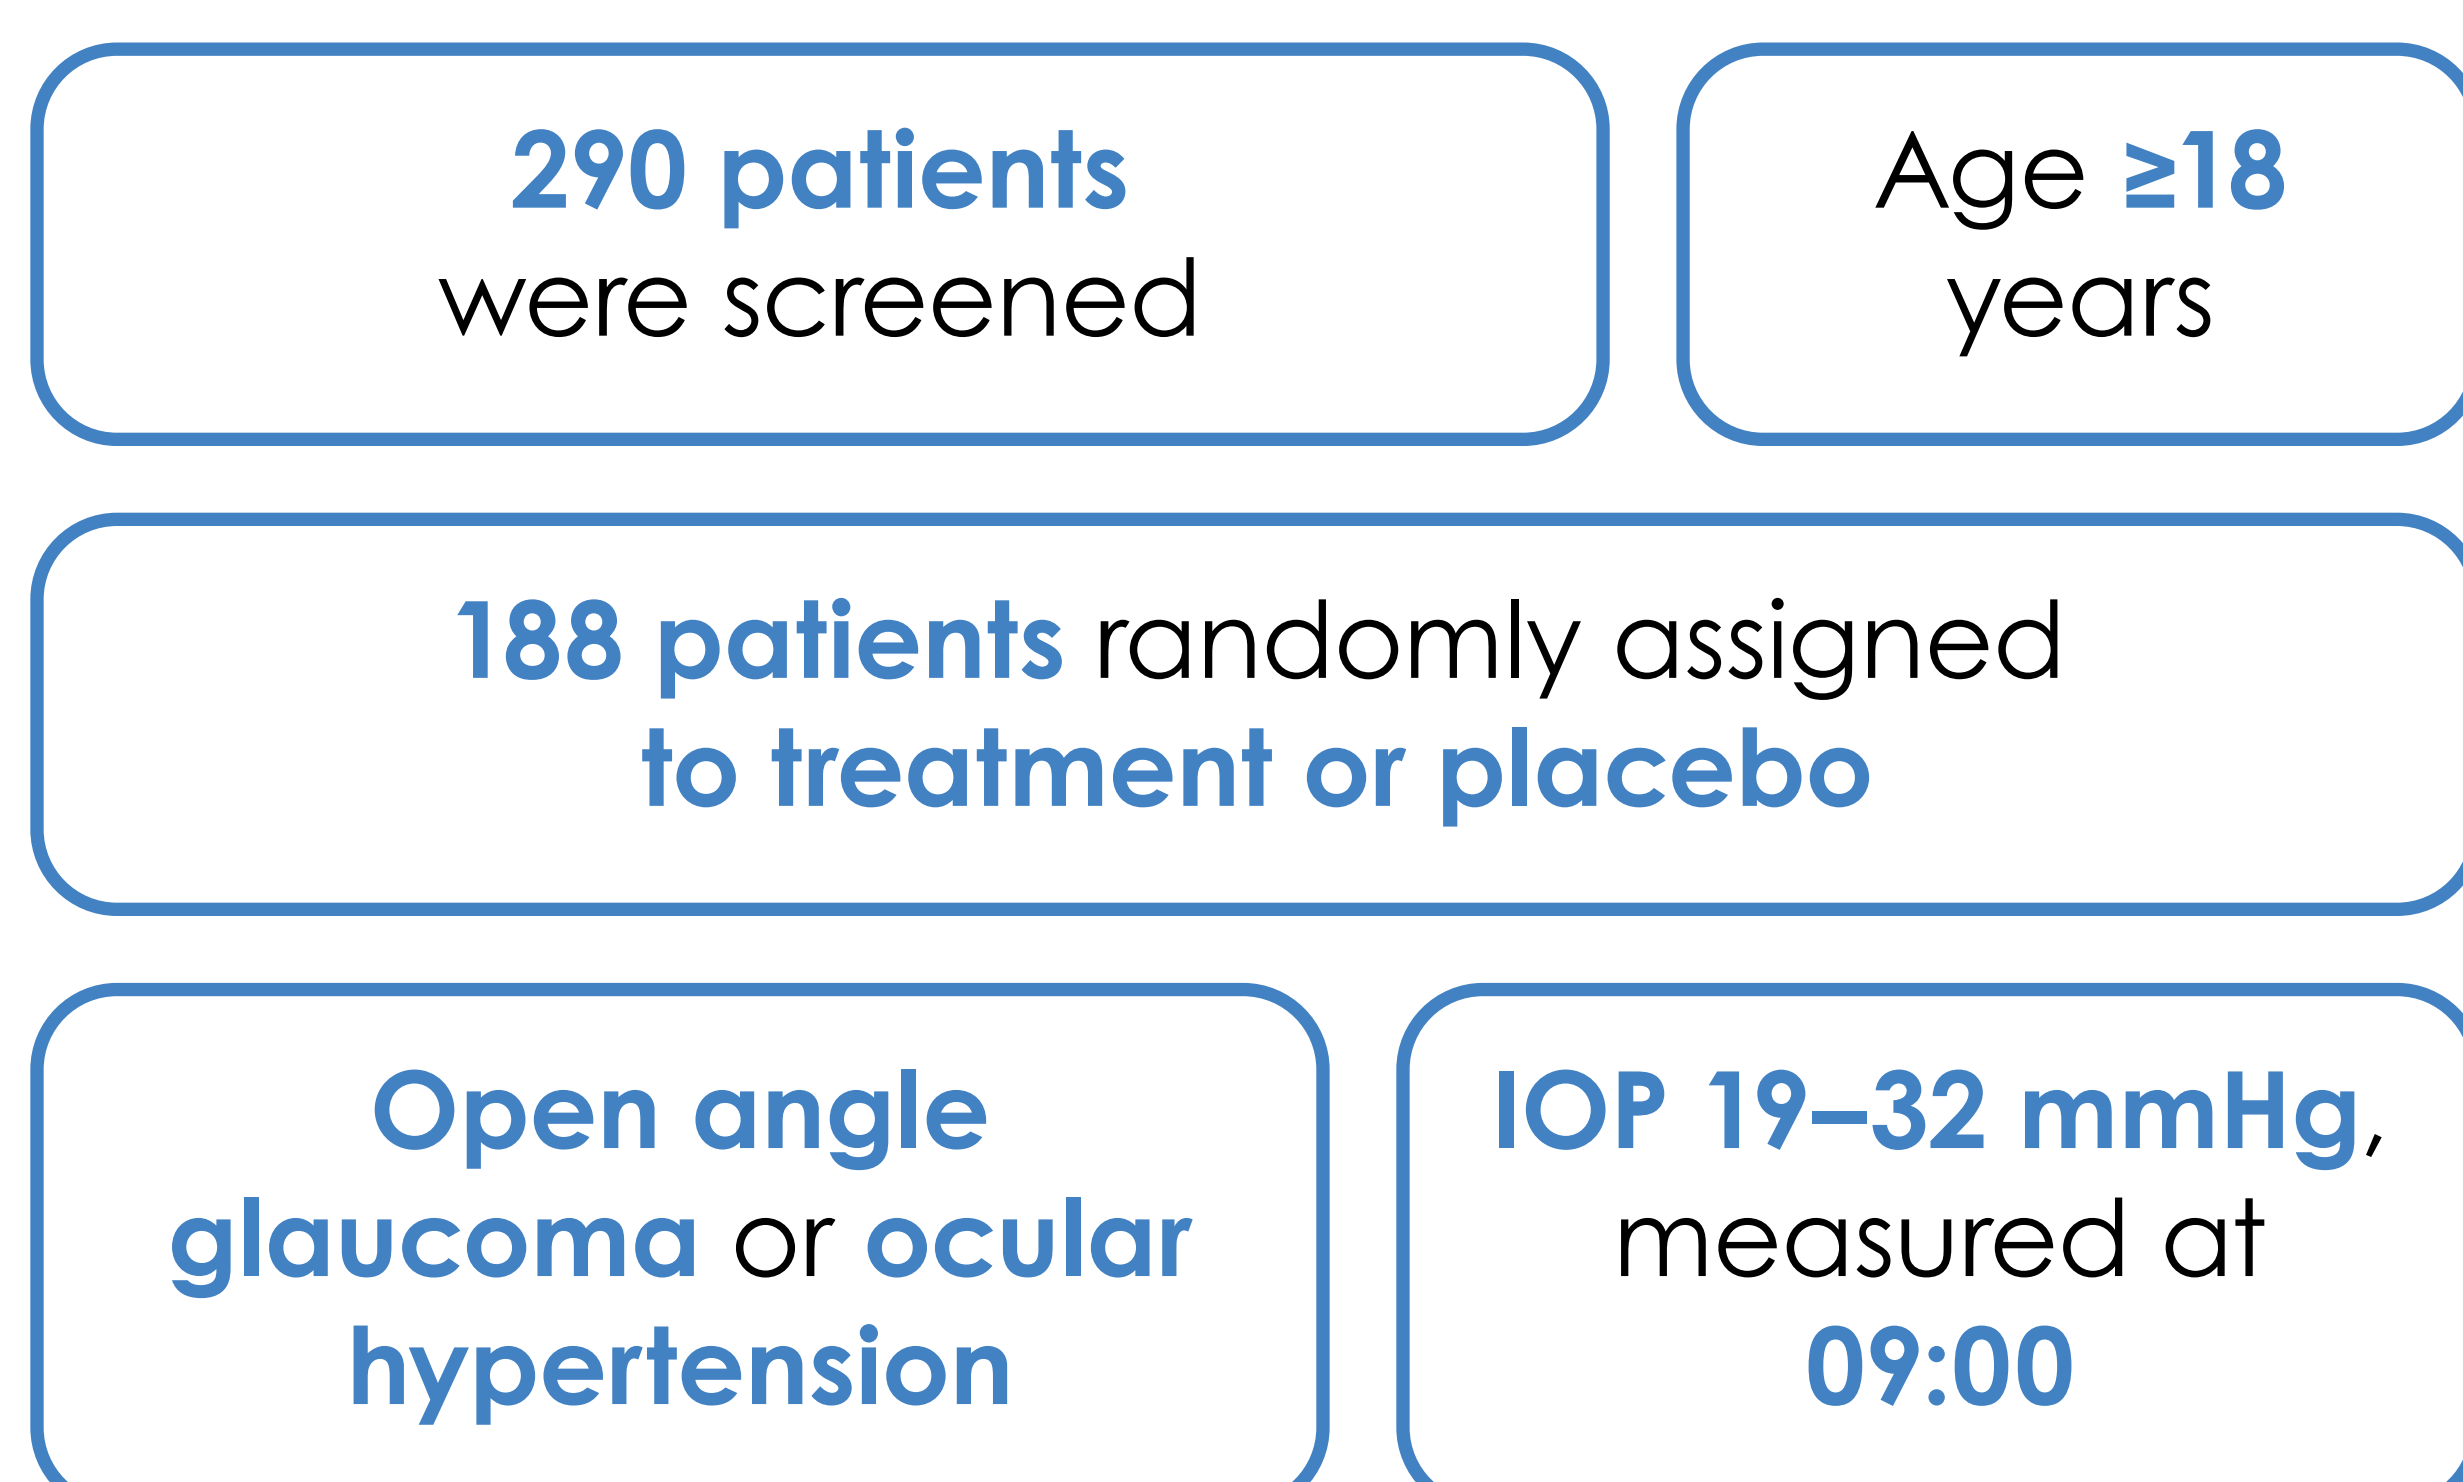 290 patients
were screened
Age ≥18
years
188 patients randomly assigned
to treatment or placebo
Open angle
glaucoma or ocular
hypertension
IOP 19–32 mmHg,
measured at
09:00